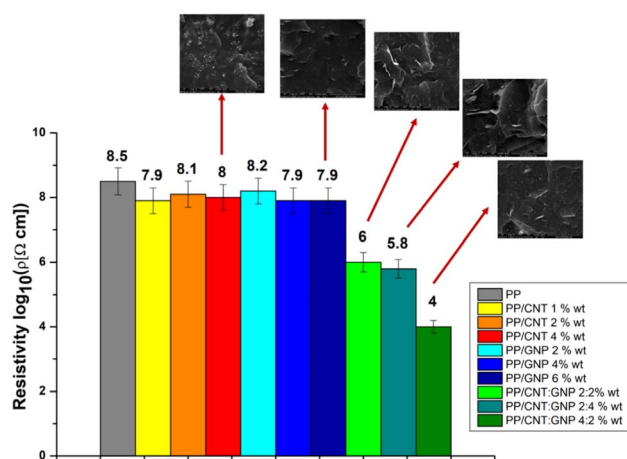 10
8
6
4
2
0
Resistivity log10(ρ[Ω cm]
8.5
7.9
8.1
8
8.2
7.9
7.9
6
5.8
4
PP
PP/CNT 1 % wt
PP/CNT 2 % wt
PP/CNT 4 % wt
PP/GNP 2 % wt
PP/GNP 4% wt
PP/GNP 6 % wt
PP/CNT:GNP 2:2% wt
PP/CNT:GNP 2:4 % wt
PP/CNT:GNP 4:2 % wt